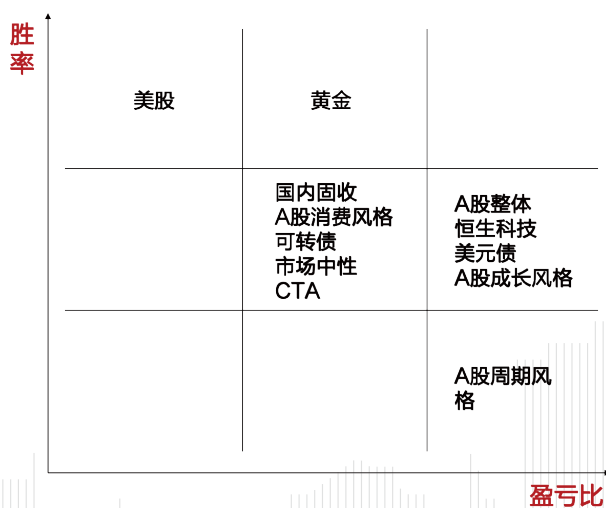 胜
率
美股
黄金
国内固收
A股消费风格
可转债
市场中性
CTA
A股整体
恒生科技
美元债
A股成长风格
A股周期风
格
盈亏比